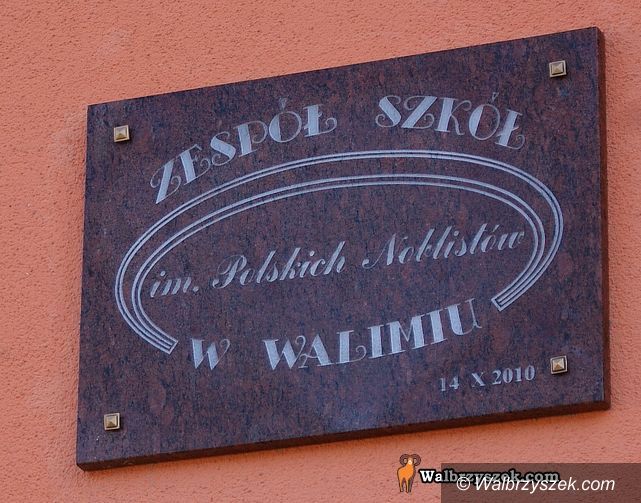 ZESPÓŁ SZKÓŁ
im. Polskich Noblistów
W WALIMIU
14 X 2010
Walbrzyszek.com
© Walbrzyszek.com